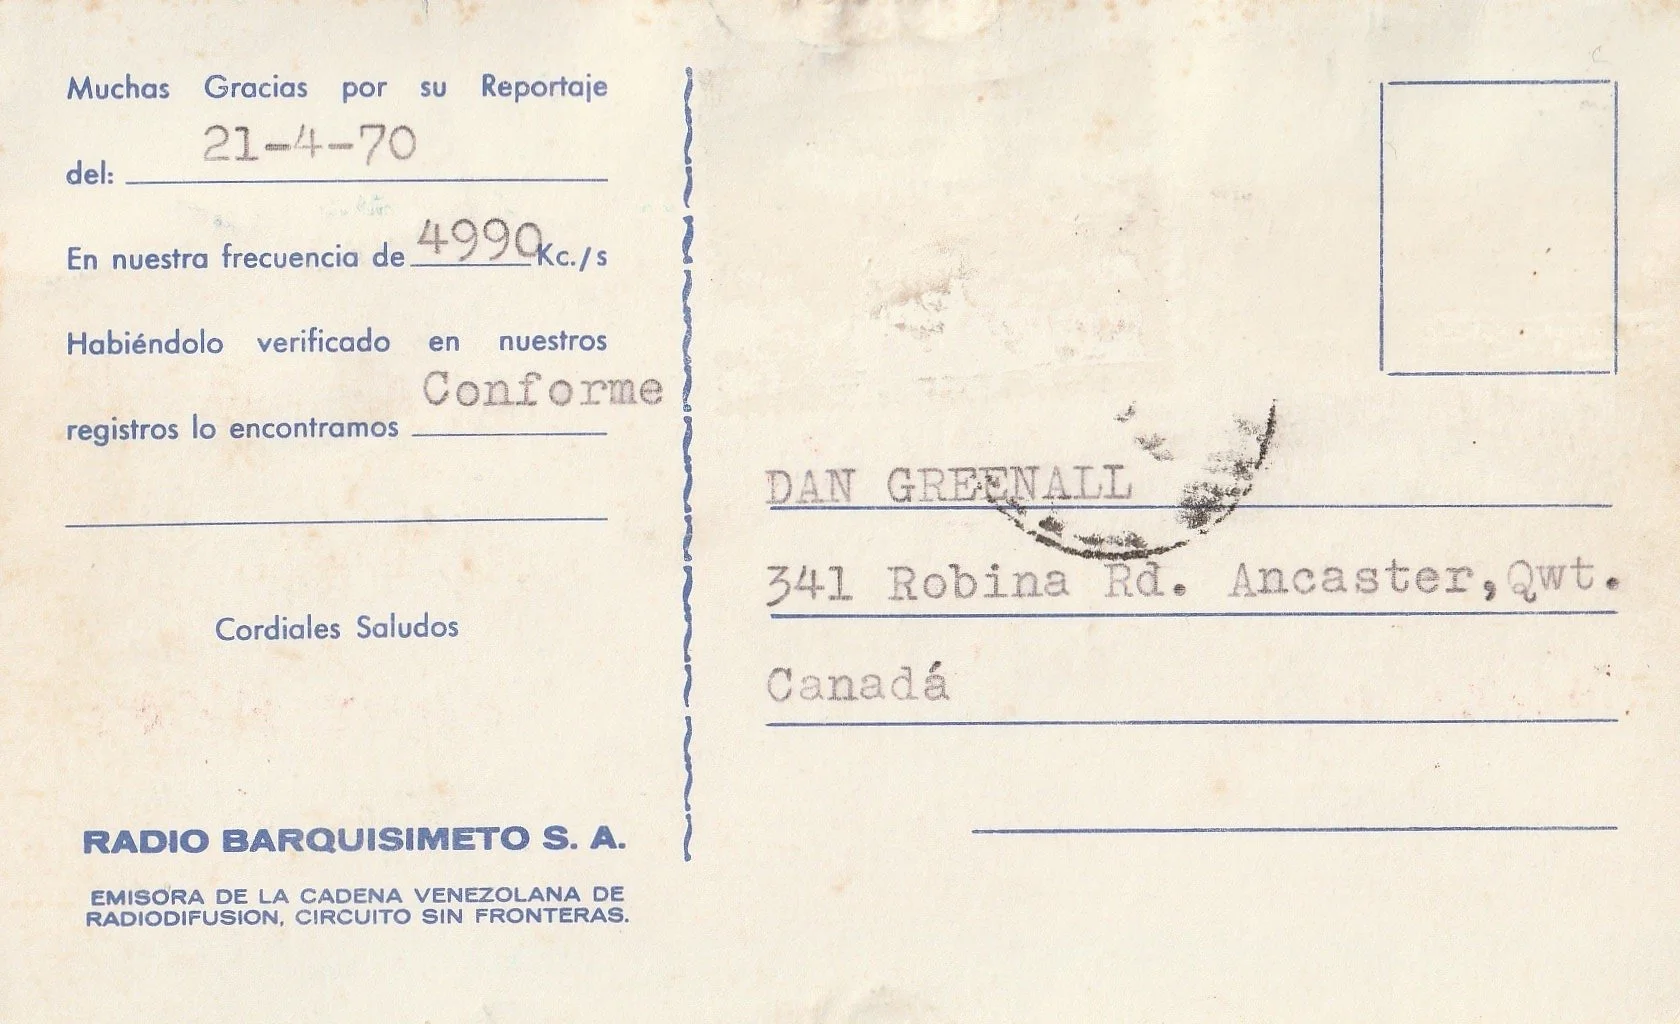 Muchas Gracias por su Reportaje
del: 21-4-70
En nuestra frecuencia de 4990 Kc./s
Habiéndolo verificado en nuestros
registros lo encontramos Conforme
Cordiales Saludos
RADIO BARQUISIMETO S. A.
EMISORA DE LA CADENA VENEZOLANA DE
RADIODIFUSION, CIRCUITO SIN FRONTERAS.
DAN GREENALL
341 Robina Rd. Ancaster, Qwt.
Canadá